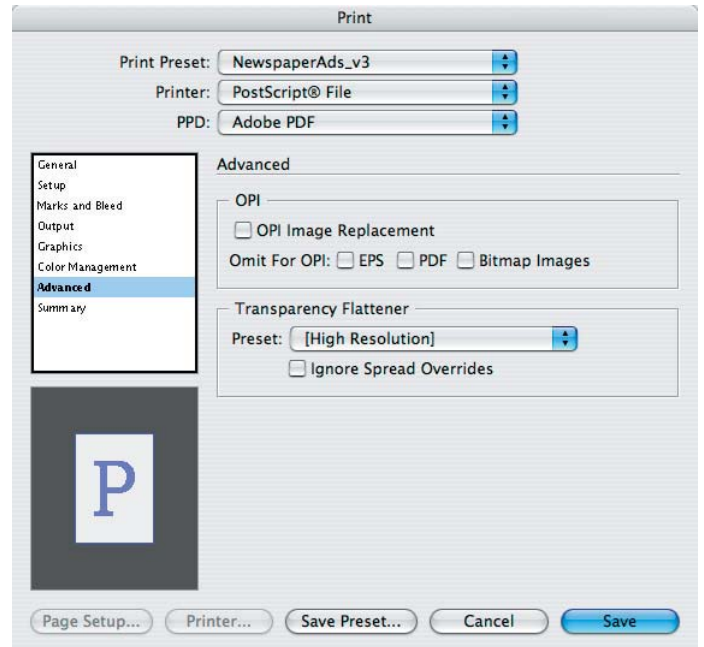 Print
Print Preset: NewspaperAds_v3
Printer: PostScript® File
PPD: Adobe PDF
General
Setup
Marks and Bleed
Output
Graphics
Color Management
Advanced
Summary
Advanced
OPI
OPI Image Replacement
Omit For OPI: EPS PDF Bitmap Images
Transparency Flattener
Preset: [High Resolution]
Ignore Spread Overrides
P
Page Setup... Printer... Save Preset... Cancel Save